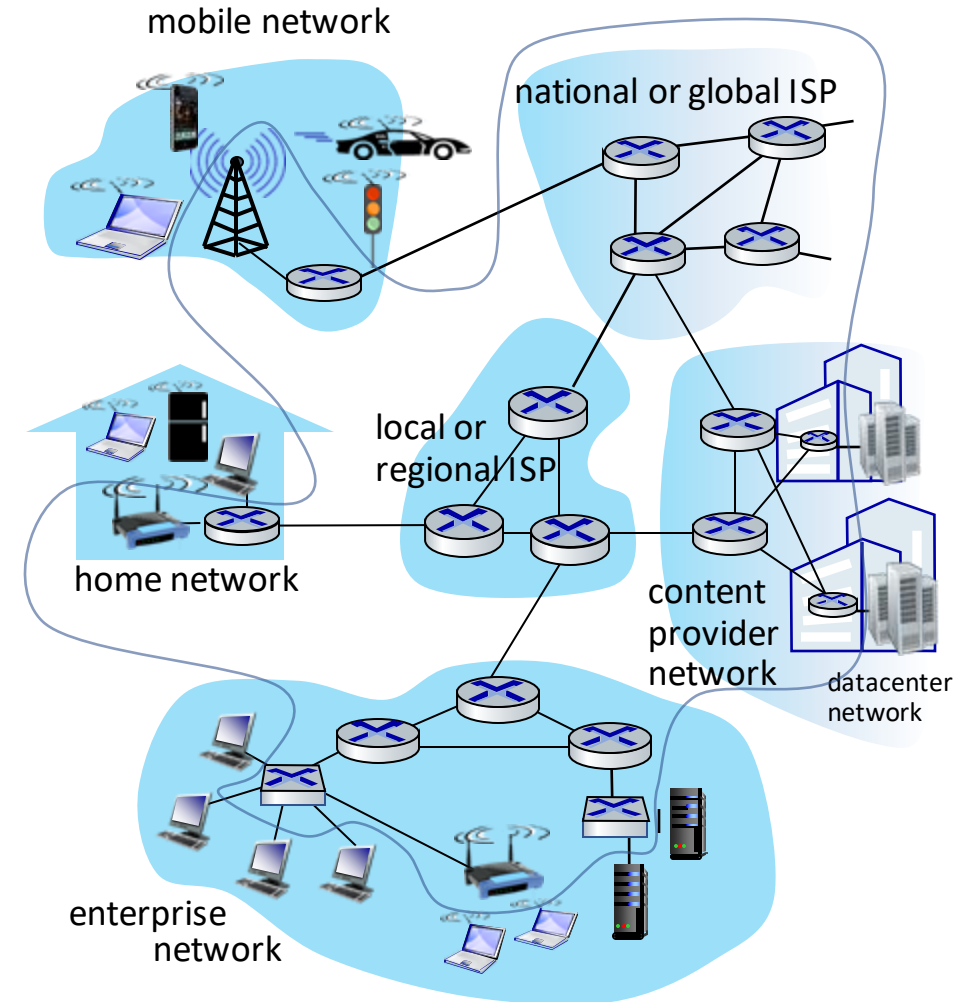 mobile network
national or global ISP
local or
regional ISP
home network
content
provider
network
datacenter
network
enterprise
network